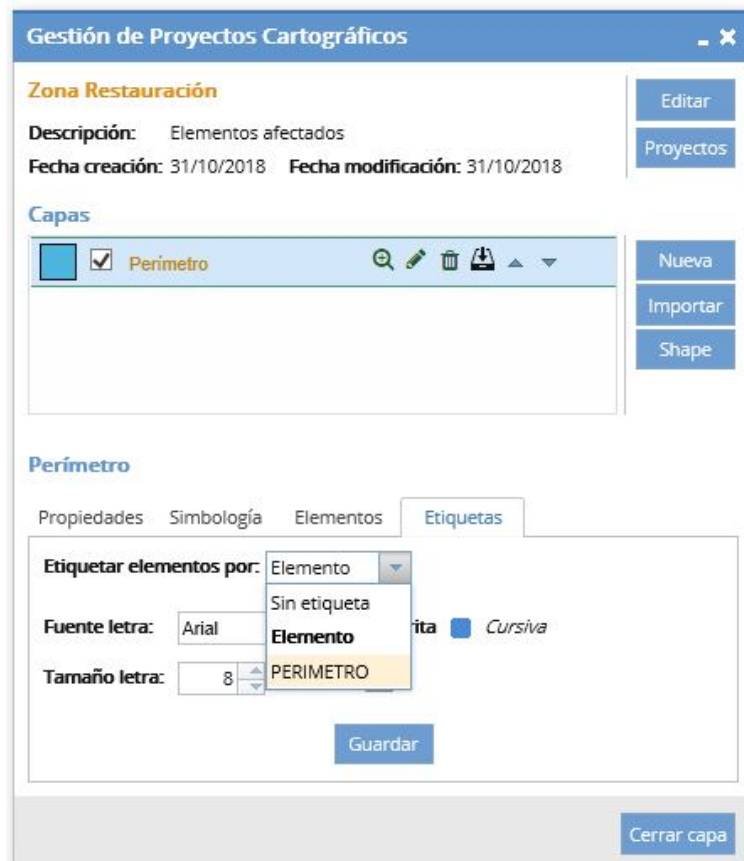 Gestión de Proyectos Cartográficos
Zona Restauración
Editar
Descripción: Elementos afectados
Proyectos
Fecha creación: 31/10/2018 Fecha modificación: 31/10/2018
Capas
Perímetro
Nueva
Importar
Shape
Perímetro
Propiedades Simbología Elementos Etiquetas
Etiquetar elementos por: Elemento
Sin etiqueta
Fuente letra: Arial Elemento rita Cursiva
Tamaño letra: 8 PERIMETRO
Guardar
Cerrar capa